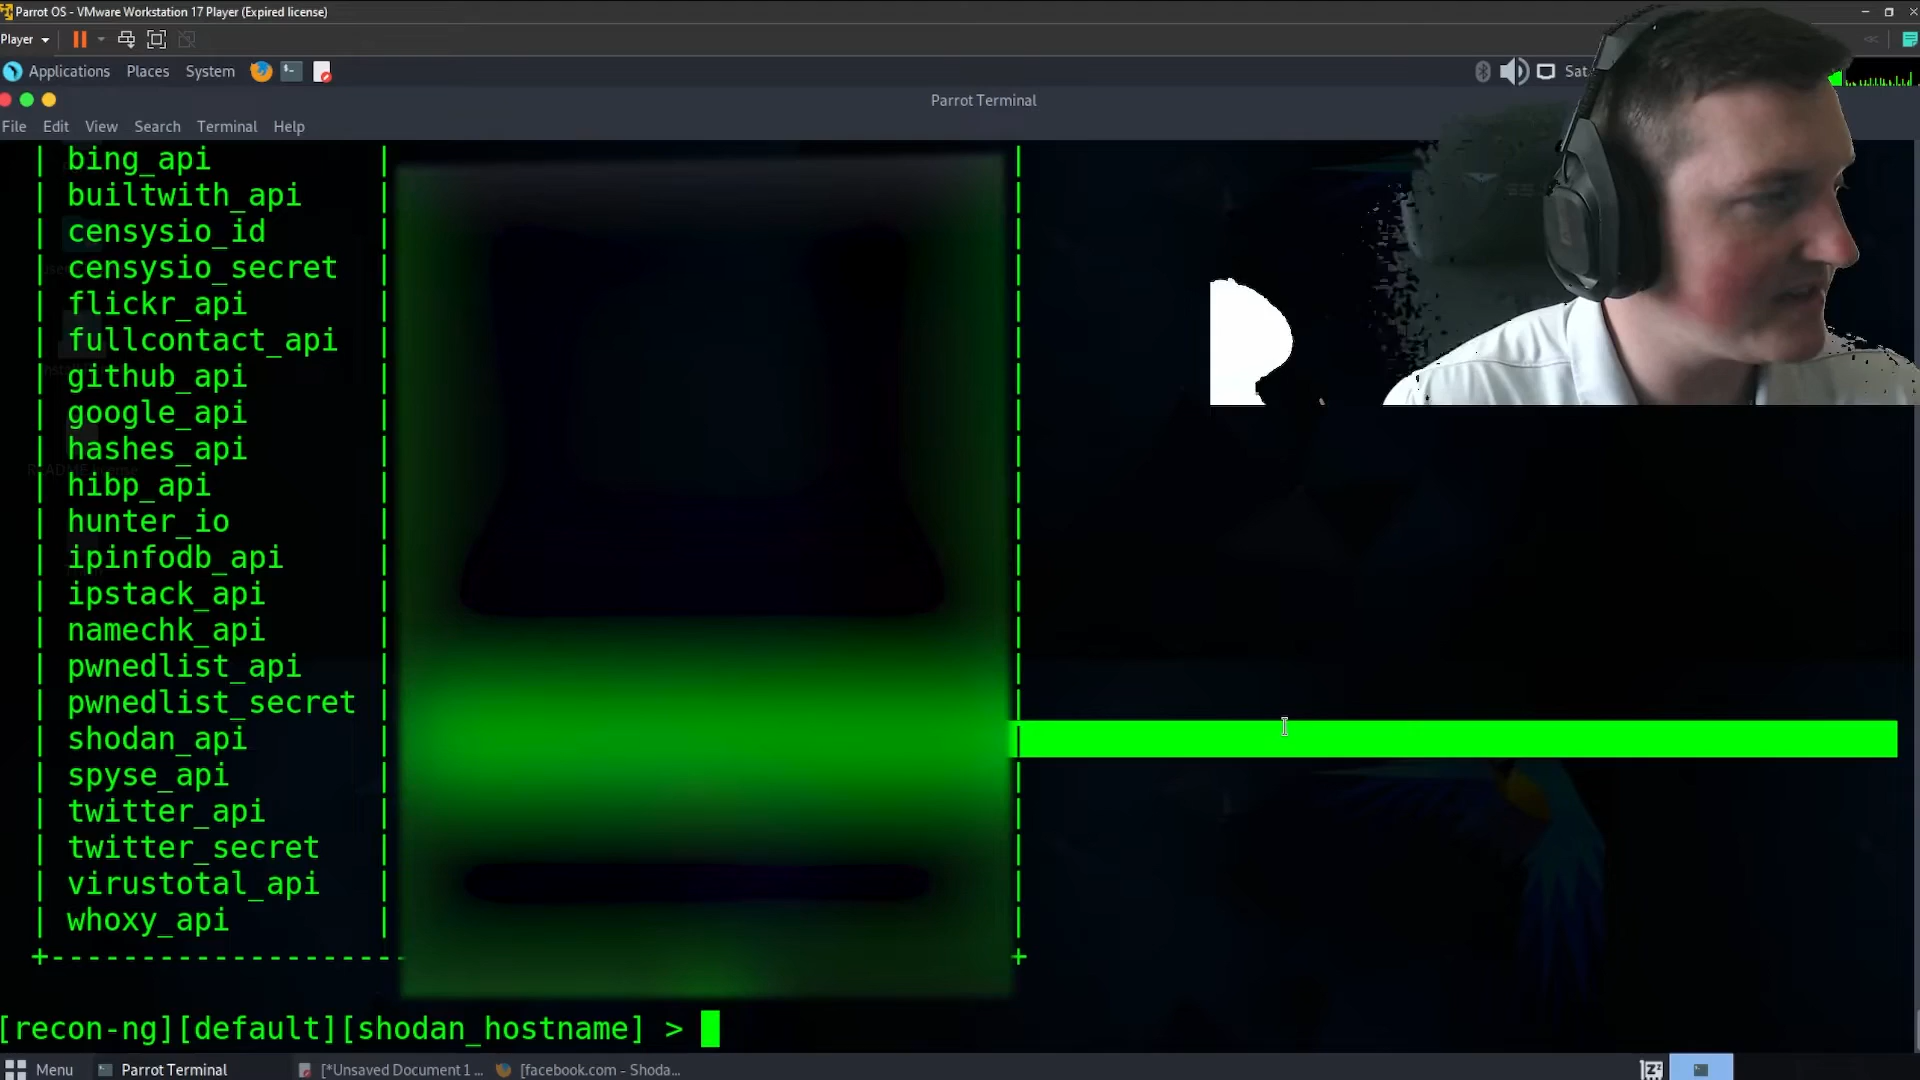 Parrot OS - VMware Workstation 17 Player (Expired license)
Player
Applications Places System
Sat
Parrot Terminal
File Edit View Search Terminal Help
| bing_api |
| builtwith_api |
| censysio_id |
| censysio_secret |
| flickr_api |
| fullcontact_api |
| github_api |
| google_api |
| hashes_api |
| hibp_api |
| hunter_io |
| ipinfodb_api |
| ipstack_api |
| namechk_api |
| pwnedlist_api |
| pwnedlist_secret |
| shodan_api |
| spyse_api |
| twitter_api |
| twitter_secret |
| virustotal_api |
| whoxy_api |
[recon-ng][default][shodan_hostname] >
Menu Parrot Terminal [*Unsaved Document 1 ... [facebook.com - Shoda...